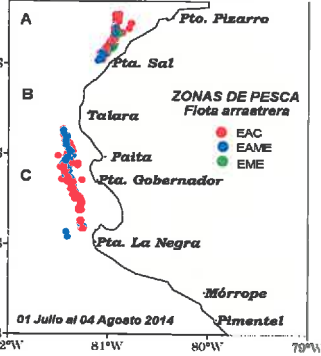 A
Pto. Pizarro
S
Pta. Sal
B
ZONAS DE PESCA
Flota arrastrera
EAC
EAME
EME
Talara
S
Paita
C
Pta. Gobernador
S
Pta. La Negra
Mórrope
01 Julio al 04 Agosto 2014
Pimentel
2°W
81°W
80°W
79°W